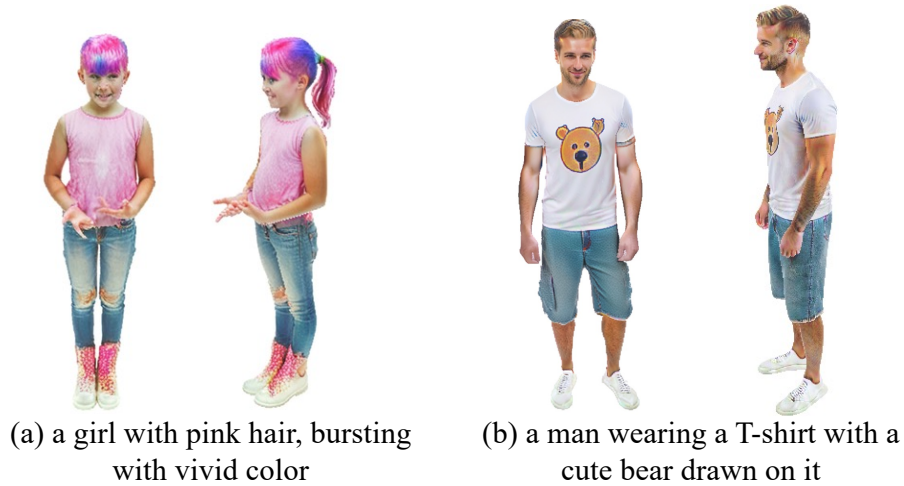 (a) a girl with pink hair, bursting
with vivid color
(b) a man wearing a T-shirt with a
cute bear drawn on it